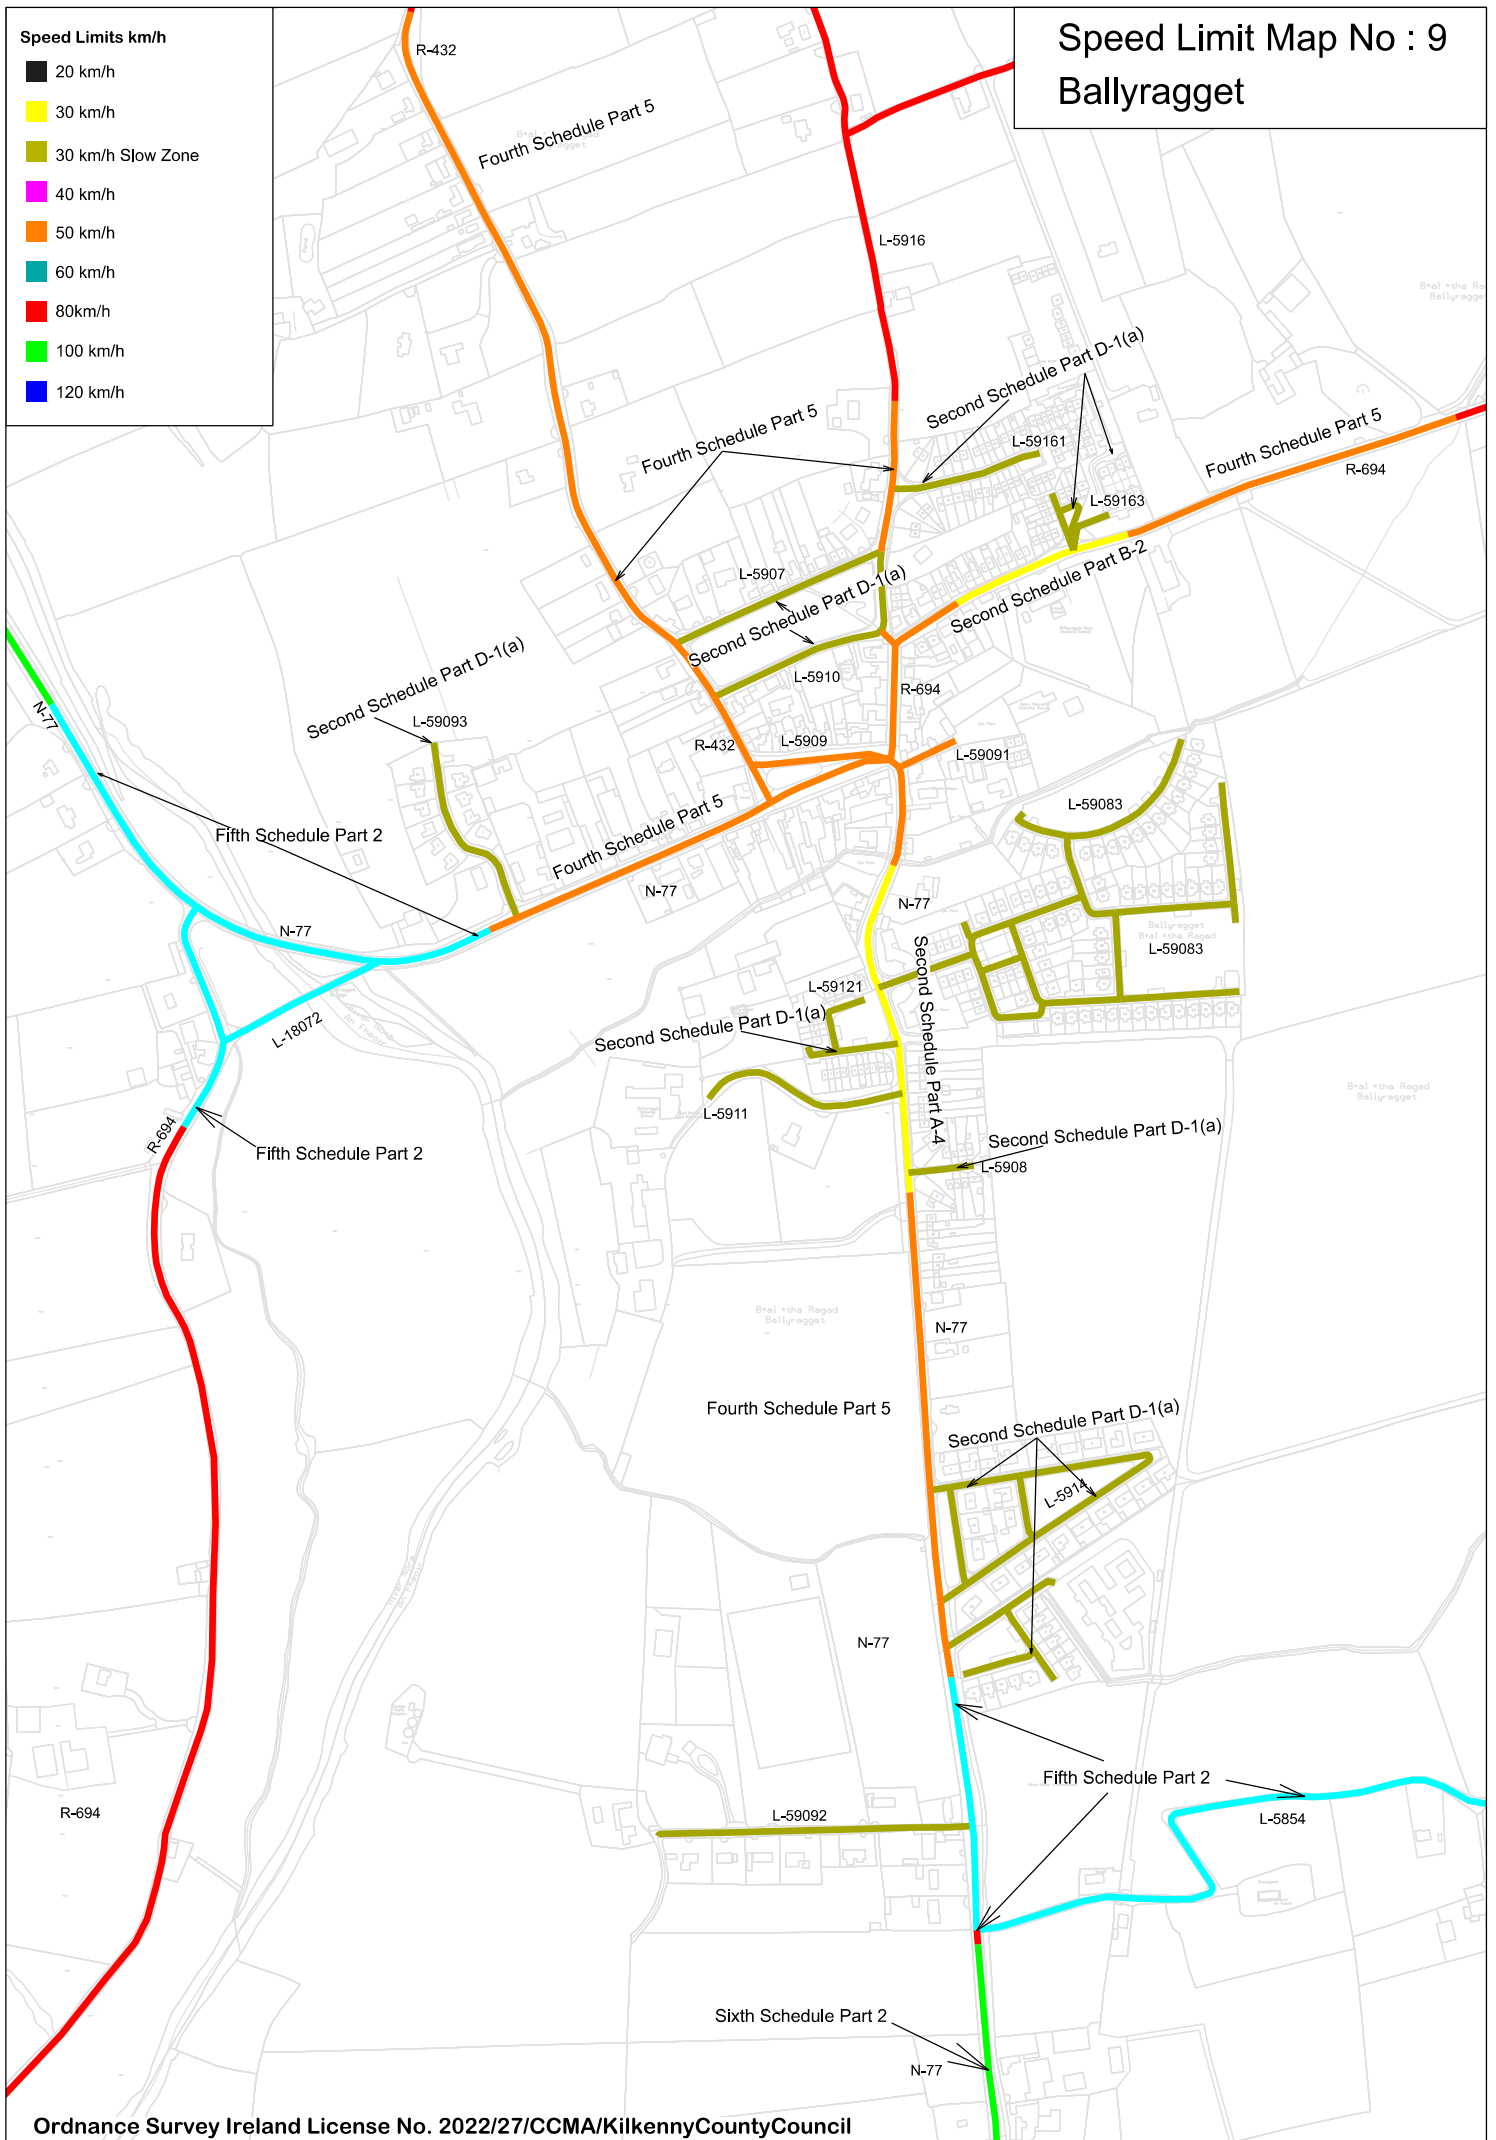 Speed Limit Map No : 9
Ballyragget
Speed Limits km/h
20 km/h
30 km/h
30 km/h Slow Zone
40 km/h
50 km/h
60 km/h
80km/h
100 km/h
120 km/h
R-432
Fourth Schedule Part 5
L-5916
Ballyragget
Second Schedule Part D-1(a)
Fourth Schedule Part 5
L-59161
Fourth Schedule Part 5
R-694
L-59163
L-5907
Second Schedule Part D-1(a)
Second Schedule Part B-2
L-5910
Second Schedule Part D-1(a)
L-59093
N-77
R-694
R-432
L-5909
L-59091
L-59083
Fifth Schedule Part 2
Fourth Schedule Part 5
N-77
N-77
N-77
Ballyragget
L-59083
Second Schedule Part A-4
L-59121
Second Schedule Part D-1(a)
L-18072
L-5911
R-694
Fifth Schedule Part 2
Second Schedule Part D-1(a)
L-5908
Ballyragget
Ballyragget
N-77
Fourth Schedule Part 5
Second Schedule Part D-1(a)
L-5914
N-77
Fifth Schedule Part 2
R-694
L-59092
L-5854
Sixth Schedule Part 2
N-77
Ordnance Survey Ireland License No. 2022/27/CCMA/KilkennyCountyCouncil